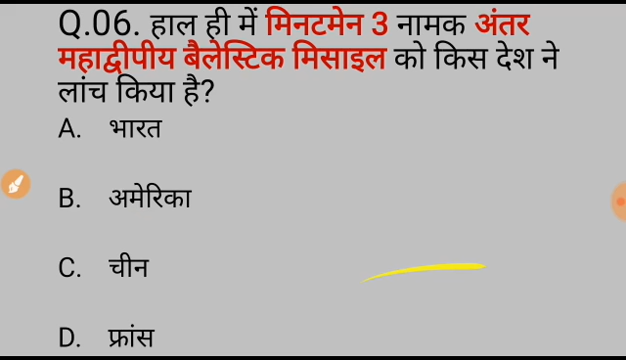 Q.06. हाल ही में मिनटमेन 3 नामक अंतर
महाद्वीपीय बैलेस्टिक मिसाइल को किस देश ने
लांच किया है?
A. भारत
B. अमेरिका
C. चीन
D. फ्रांस